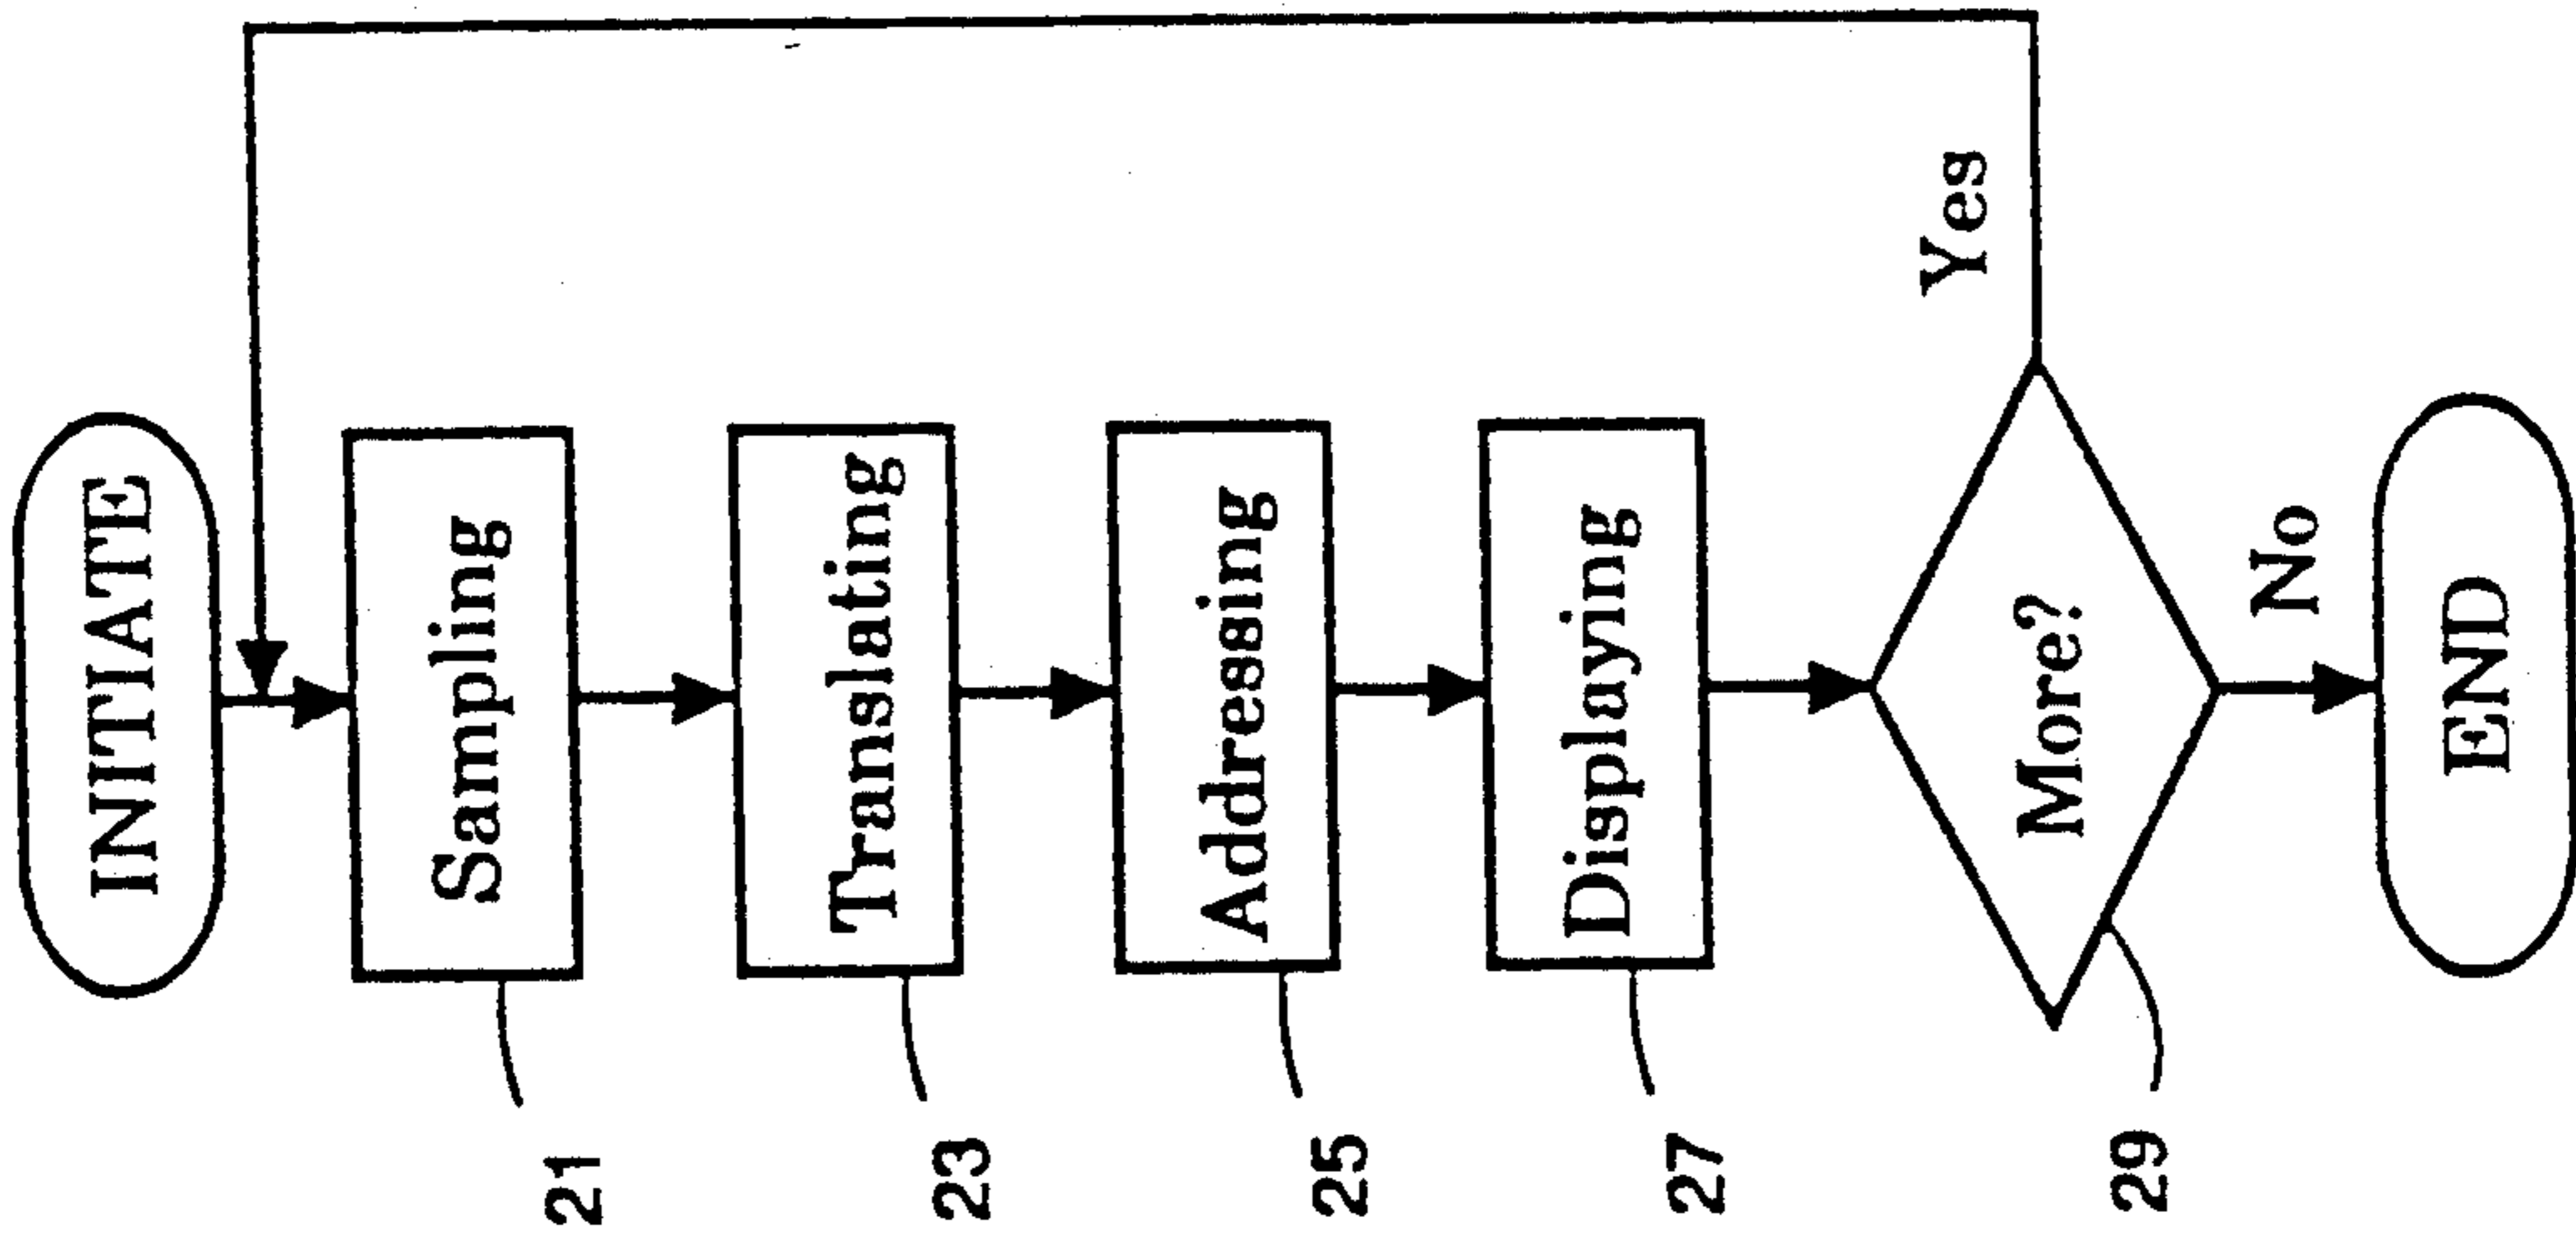 INITIATE
Sampling
21
Translating
23
Addressing
25
Displaying
27
More?
Yes
29
No
END